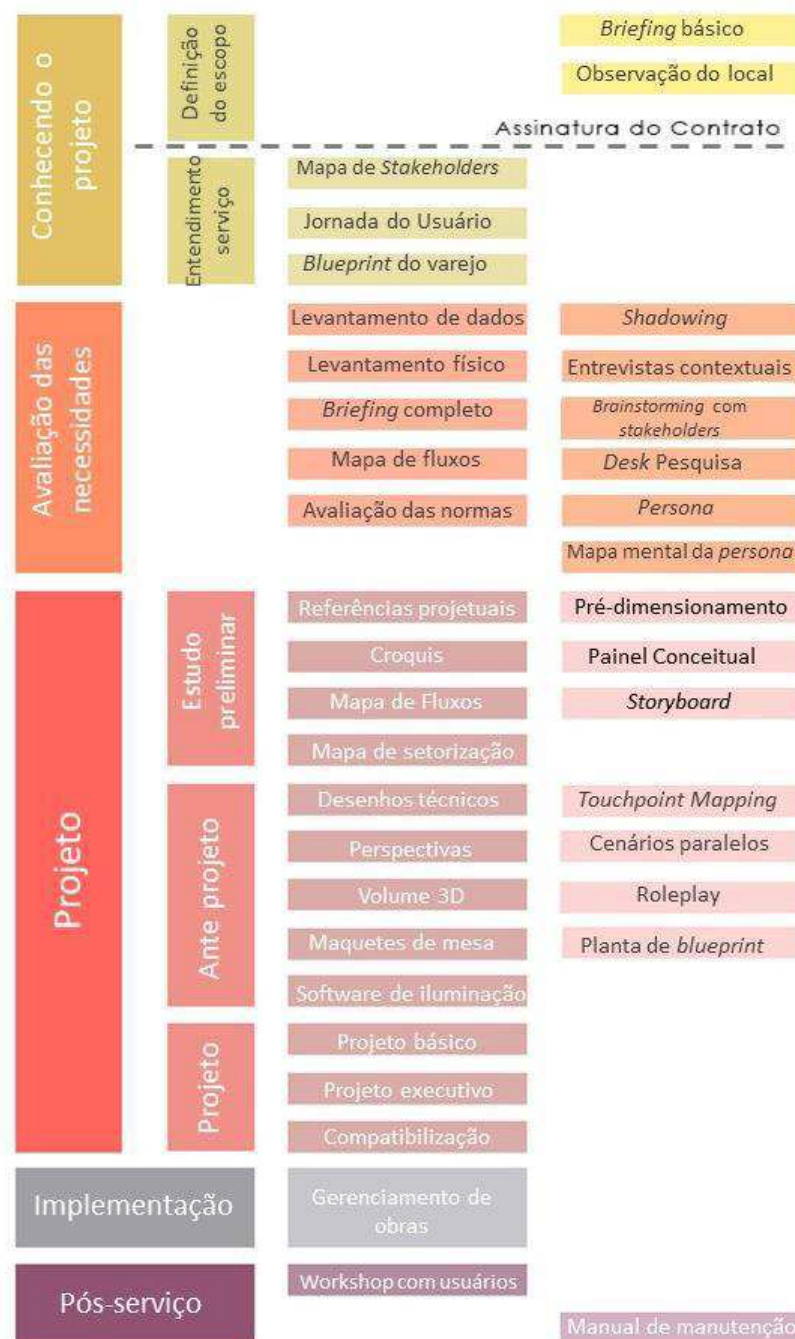 Conhecendo o
projeto
Definição
do escopo
Briefing básico
Observação do local
Assinatura do Contrato
Entendimento
serviço
Mapa de Stakeholders
Jornada do Usuário
Blueprint do varejo
Avaliação das
necessidades
Levantamento de dados
Shadowing
Levantamento físico
Entrevistas contextuais
Briefing completo
Brainstorming com
stakeholders
Mapa de fluxos
Desk Pesquisa
Avaliação das normas
Persona
Mapa mental da persona
Projeto
Estudo
preliminar
Referências projetuais
Pré-dimensionamento
Croquis
Painel Conceitual
Mapa de Fluxos
Storyboard
Mapa de setorização
Ante projeto
Desenhos técnicos
Touchpoint Mapping
Perspectivas
Cenários paralelos
Volume 3D
Roleplay
Maquetes de mesa
Planta de blueprint
Software de iluminação
Projeto
Projeto básico
Projeto executivo
Compatibilização
Implementação
Gerenciamento de
obras
Pós-serviço
Workshop com usuários
Manual de manutenção